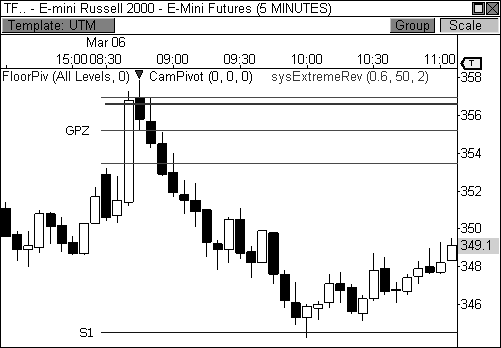 TF.. - E-mini Russell 2000 - E-Mini Futures (5 MINUTES)
Template: UTM Group Scale
Mar 06
15:00 08:30 09:00 09:30 10:00 10:30 11:00 T
FloorPiv (All Levels, 0) CamPivot (0, 0, 0) sysExtremeRev (0.6, 50, 2) 358
356
GPZ
354
352
350
349.1
348
346
S1